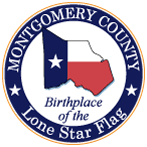 MONTGOMERY COUNTY
Birthplace
of the
Lone Star Flag